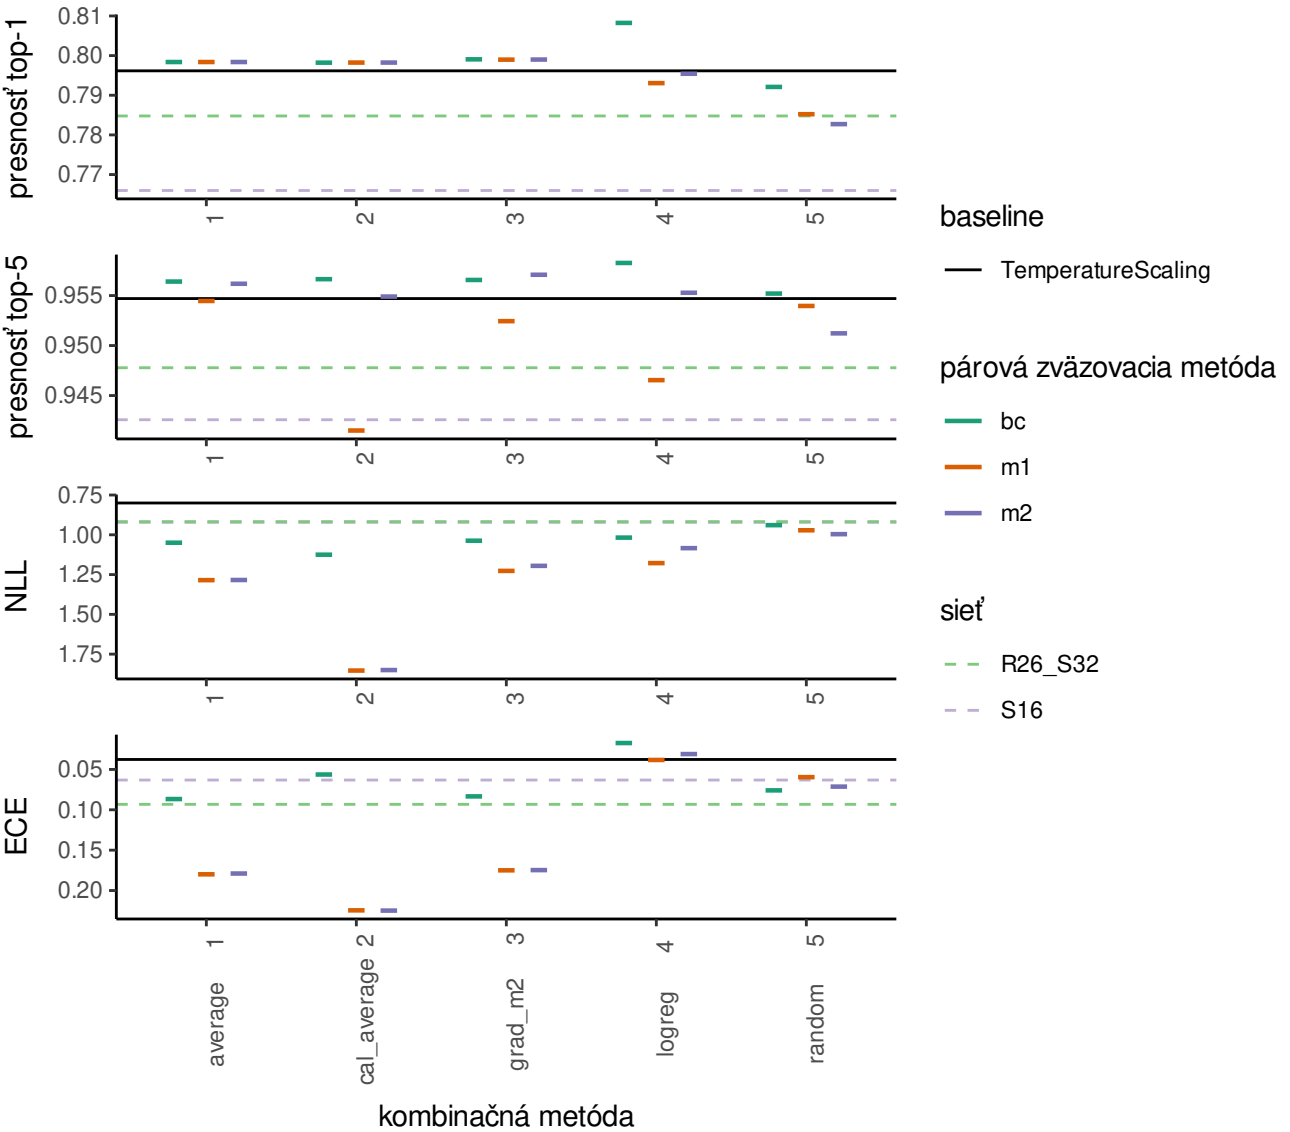 presnosť top-1
0.81
0.80
0.79
0.78
0.77
1 2 3 4 5
presnosť top-5
0.955
0.950
0.945
1 2 3 4 5
NLL
0.75
1.00
1.25
1.50
1.75
1 2 3 4 5
ECE
0.05
0.10
0.15
0.20
1 2 3 4 5
average cal_average grad_m2 logreg random
kombinačná metóda
baseline
TemperatureScaling
párová zväzovacia metóda
bc
m1
m2
sieť
R26_S32
S16